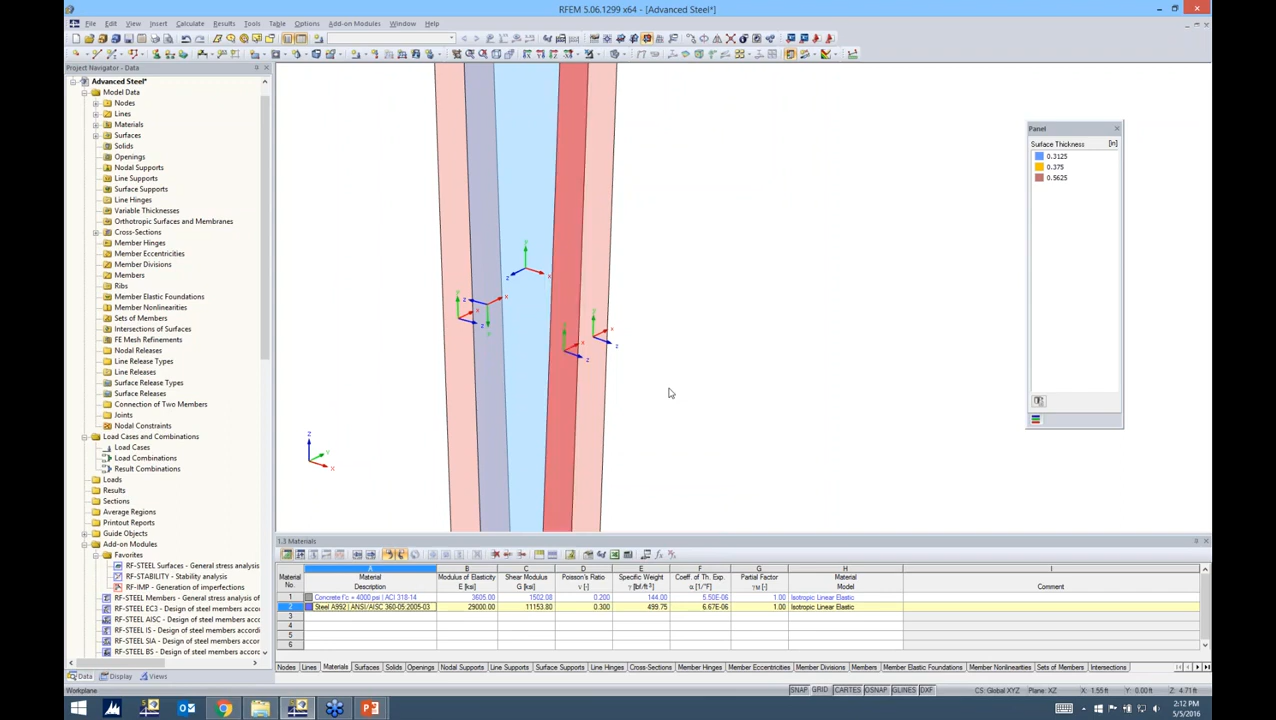 RFEM 5.06.1299 x64 - [Advanced Steel*]
File Edit View Insert Calculate Results Tools Table Options Add-on Modules Window Help
Project Navigator - Data
Advanced Steel*
Model Data
Nodes
Lines
Materials
Surfaces
Solids
Openings
Nodal Supports
Line Supports
Surface Supports
Line Hinges
Variable Thicknesses
Orthotropic Surfaces and Membranes
Cross-Sections
Member Hinges
Member Eccentricities
Member Divisions
Members
Ribs
Member Elastic Foundations
Member Nonlinearities
Sets of Members
Intersections of Surfaces
FE Mesh Refinements
Nodal Releases
Line Release Types
Line Releases
Surface Release Types
Surface Releases
Connection of Two Members
Joints
Nodal Constraints
Load Cases and Combinations
Load Cases
Load Combinations
Result Combinations
Loads
Results
Sections
Average Regions
Printout Reports
Guide Objects
Add-on Modules
Favorites
RF-STEEL Surfaces - General stress analysis
RF-STABILITY - Stability analysis
RF-IMP - Generation of imperfections
RF-STEEL Members - General stress analysis of
RF-STEEL EC3 - Design of steel members acco
RF-STEEL AISC - Design of steel members acco
RF-STEEL IS - Design of steel members accord
RF-STEEL SIA - Design of steel members accor
RF-STEEL BS - Design of steel members accor
Data Display Views
Panel
Surface Thickness [in]
0.3125
0.375
0.5625
1.3 Materials
A B C D E F G H I
Material No. Material Description Modulus of Elasticity E [ksi] Shear Modulus G [ksi] Poisson's Ratio ν [-] Specific Weight γ [lbf/ft³] Coeff. of Th. Exp. α [1/°F] Partial Factor γM [-] Material Model Comment
1 Concrete f'c = 4000 psi | ACI 318-14 3605.00 1502.08 0.200 144.00 5.50E-06 1.00 Isotropic Linear Elastic
2 Steel A992 | ANSI/AISC 360-05:2005-03 29000.00 11153.80 0.300 499.75 6.67E-06 1.00 Isotropic Linear Elastic
3
4
5
6
Nodes Lines Materials Surfaces Solids Openings Nodal Supports Line Supports Surface Supports Line Hinges Cross-Sections Member Hinges Member Eccentricities Member Divisions Members Member Elastic Foundations Member Nonlinearities Sets of Members Intersections
Workplane SNAP GRID CARTES OSNAP GLINES DXF CS: Global XYZ Plane: XZ X: 1.55 ft Y: 0.00 ft Z: 4.71ft
2:12 PM
5/5/2016